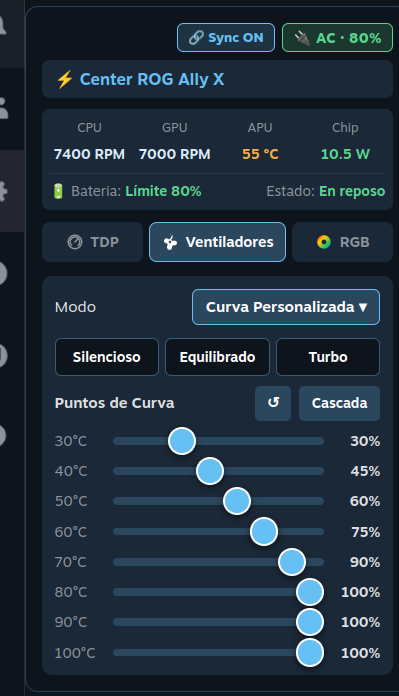 Sync ON AC · 80%
Center ROG Ally X
CPU GPU APU Chip
7400 RPM 7000 RPM 55 °C 10.5 W
Batería: Límite 80% Estado: En reposo
TDP Ventiladores RGB
Modo Curva Personalizada ▾
Silencioso Equilibrado Turbo
Puntos de Curva ↺ Cascada
30°C 30%
40°C 45%
50°C 60%
60°C 75%
70°C 90%
80°C 100%
90°C 100%
100°C 100%